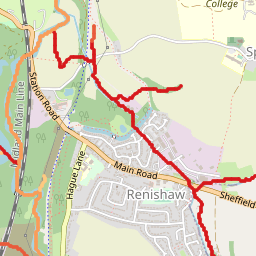 College
Sp
Station Road
Midland Main Line
Hague Lane
Main Road
Renishaw
Sheffield